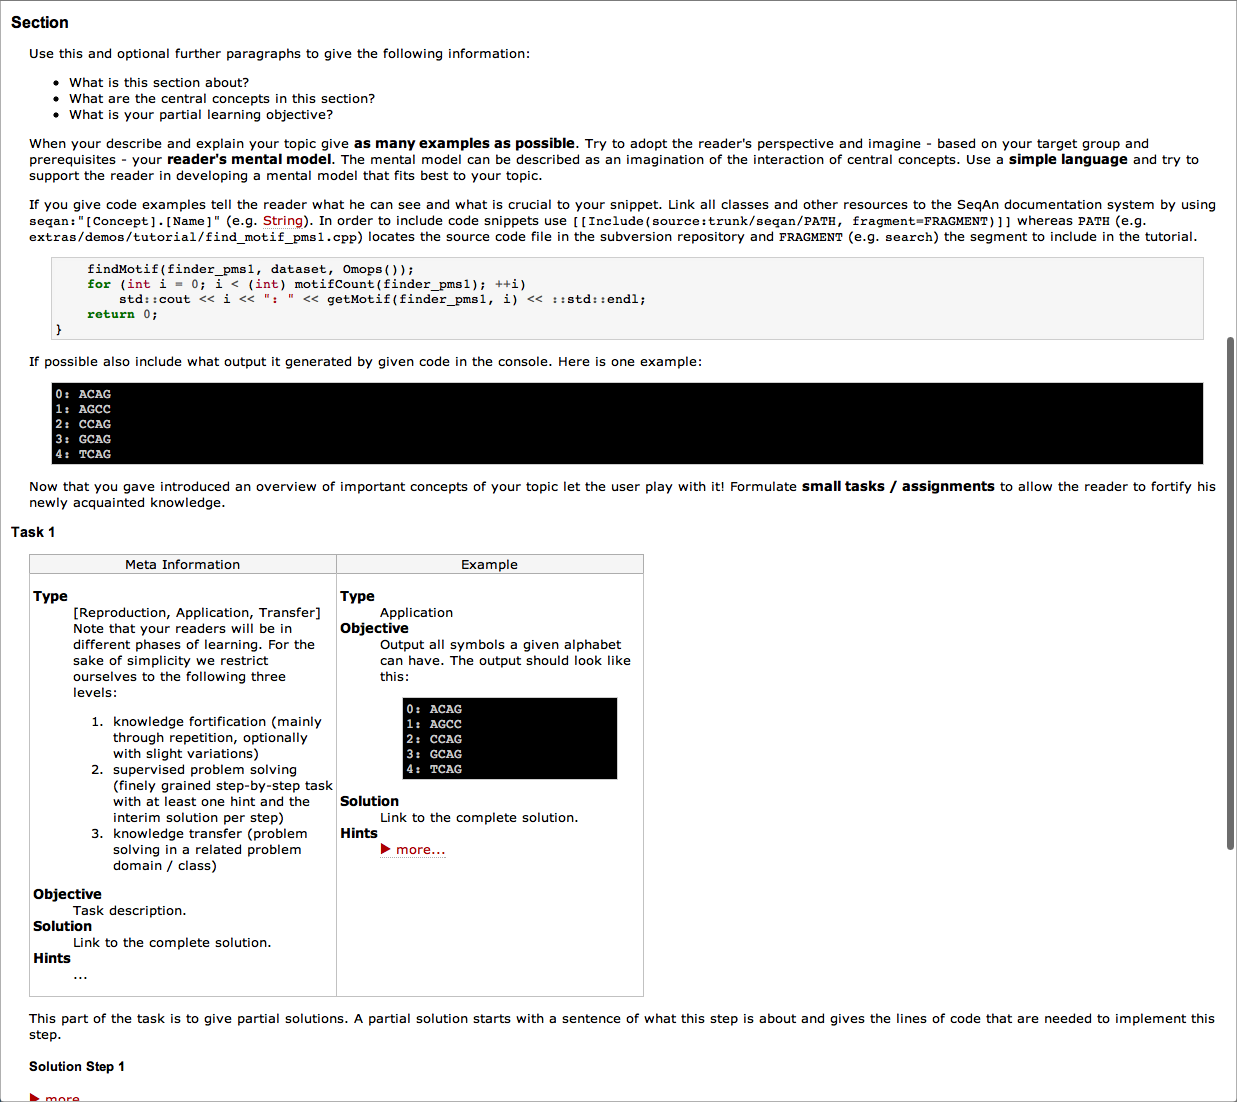 Section
Use this and optional further paragraphs to give the following information:
• What is this section about?
• What are the central concepts in this section?
• What is your partial learning objective?
When your describe and explain your topic give as many examples as possible. Try to adopt the reader's perspective and imagine - based on your target group and
prerequisites - your reader's mental model. The mental model can be described as an imagination of the interaction of central concepts. Use a simple language and try to
support the reader in developing a mental model that fits best to your topic.
If you give code examples tell the reader what he can see and what is crucial to your snippet. Link all classes and other resources to the SeqAn documentation system by using
seqan:"[Concept].[Name]" (e.g. String). In order to include code snippets use [[Include(source:trunk/seqan/PATH, fragment=FRAGMENT)]] whereas PATH (e.g.
extras/demos/tutorial/find_motif_pms1.cpp) locates the source code file in the subversion repository and FRAGMENT (e.g. search) the segment to include in the tutorial.
findMotif(finder_pms1, dataset, Omops());
for (int i = 0; i < (int) motifCount(finder_pms1); ++i)
std::cout << i << ": " << getMotif(finder_pms1, i) << ::std::endl;
return 0;
}
If possible also include what output it generated by given code in the console. Here is one example:
0: ACAG
1: AGCC
2: CCAG
3: GCAG
4: TCAG
Now that you gave introduced an overview of important concepts of your topic let the user play with it! Formulate small tasks / assignments to allow the reader to fortify his
newly acquainted knowledge.
Task 1
Meta Information
Type
[Reproduction, Application, Transfer]
Note that your readers will be in
different phases of learning. For the
sake of simplicity we restrict
ourselves to the following three
levels:
1. knowledge fortification (mainly
through repetition, optionally
with slight variations)
2. supervised problem solving
(finely grained step-by-step task
with at least one hint and the
interim solution per step)
3. knowledge transfer (problem
solving in a related problem
domain / class)
Objective
Task description.
Solution
Link to the complete solution.
Hints
...
Example
Type
Application
Objective
Output all symbols a given alphabet
can have. The output should look like
this:
0: ACAG
1: AGCC
2: CCAG
3: GCAG
4: TCAG
Solution
Link to the complete solution.
Hints
▶ more...
This part of the task is to give partial solutions. A partial solution starts with a sentence of what this step is about and gives the lines of code that are needed to implement this
step.
Solution Step 1
▶ more